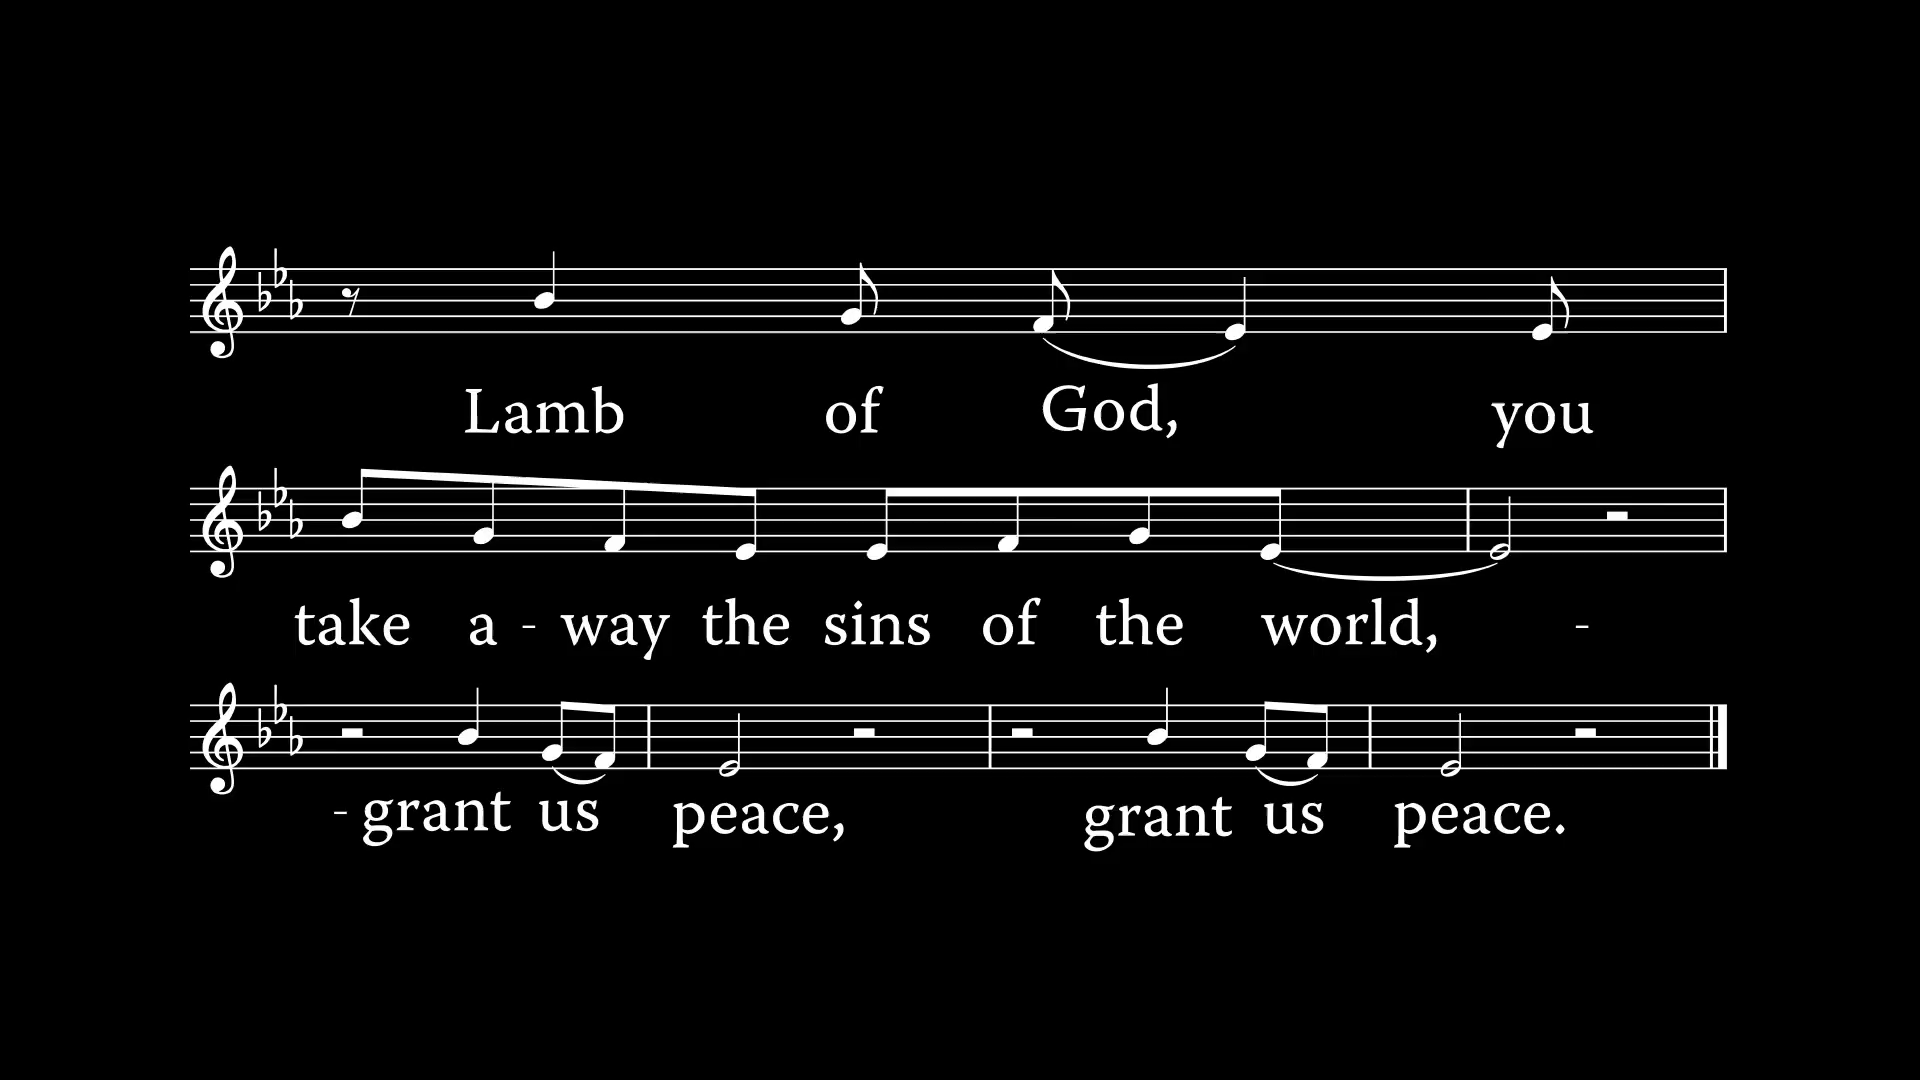 Lamb of God, you
take a - way the sins of the world, -
- grant us peace, grant us peace.